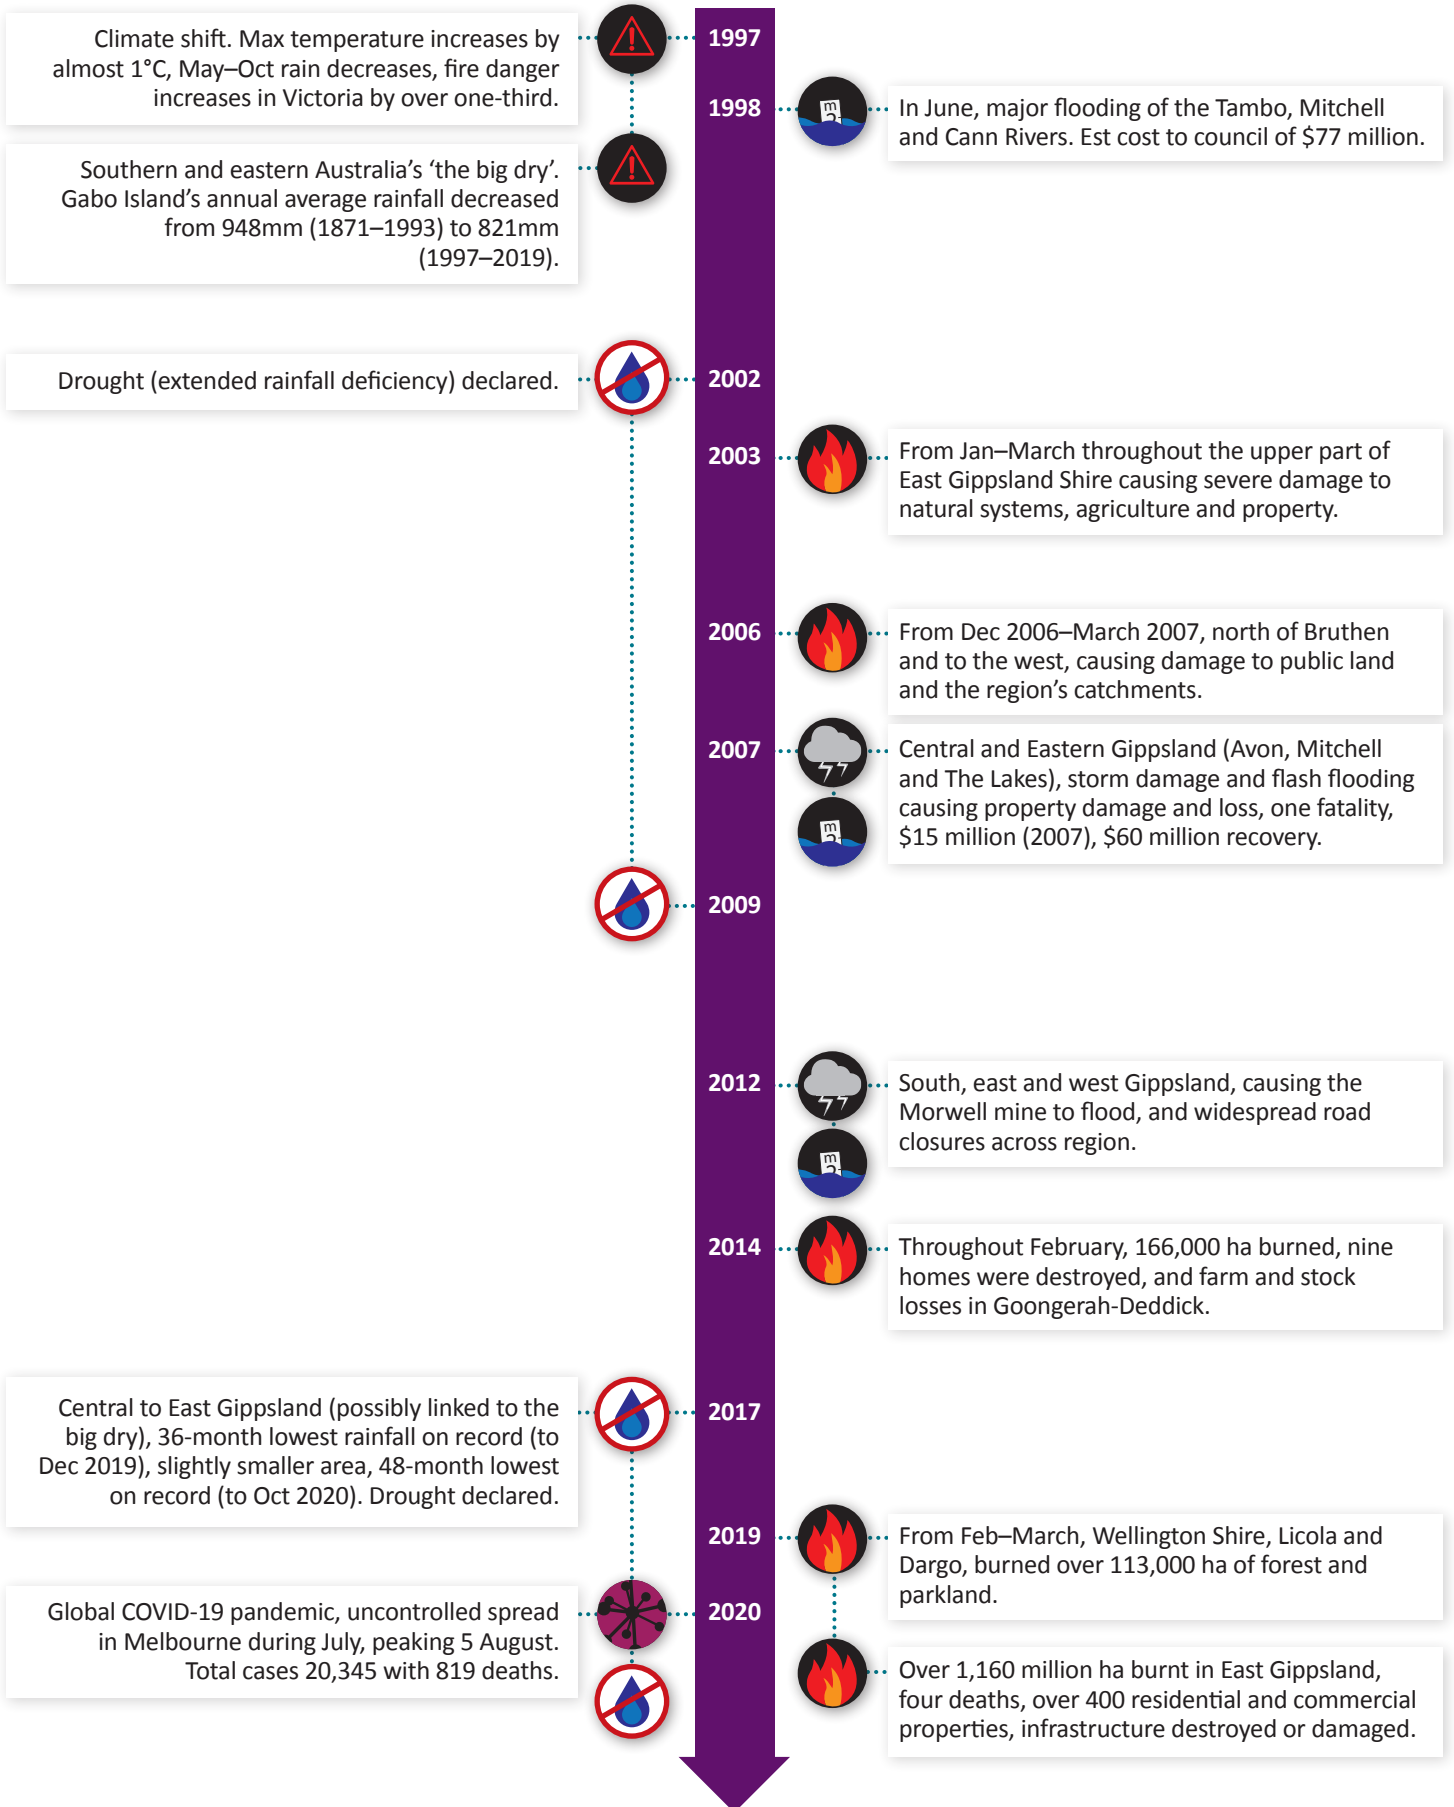 1997
Climate shift. Max temperature increases by
almost 1°C, May–Oct rain decreases, fire danger
increases in Victoria by over one-third.
1998
In June, major flooding of the Tambo, Mitchell
and Cann Rivers. Est cost to council of $77 million.
Southern and eastern Australia’s ‘the big dry’.
Gabo Island’s annual average rainfall decreased
from 948mm (1871–1993) to 821mm
(1997–2019).
2002
Drought (extended rainfall deficiency) declared.
2003
From Jan–March throughout the upper part of
East Gippsland Shire causing severe damage to
natural systems, agriculture and property.
2006
From Dec 2006–March 2007, north of Bruthen
and to the west, causing damage to public land
and the region’s catchments.
2007
Central and Eastern Gippsland (Avon, Mitchell
and The Lakes), storm damage and flash flooding
causing property damage and loss, one fatality,
$15 million (2007), $60 million recovery.
2009
2012
South, east and west Gippsland, causing the
Morwell mine to flood, and widespread road
closures across region.
2014
Throughout February, 166,000 ha burned, nine
homes were destroyed, and farm and stock
losses in Goongerah-Deddick.
2017
Central to East Gippsland (possibly linked to the
big dry), 36-month lowest rainfall on record (to
Dec 2019), slightly smaller area, 48-month lowest
on record (to Oct 2020). Drought declared.
2019
From Feb–March, Wellington Shire, Licola and
Dargo, burned over 113,000 ha of forest and
parkland.
2020
Global COVID-19 pandemic, uncontrolled spread
in Melbourne during July, peaking 5 August.
Total cases 20,345 with 819 deaths.
Over 1,160 million ha burnt in East Gippsland,
four deaths, over 400 residential and commercial
properties, infrastructure destroyed or damaged.